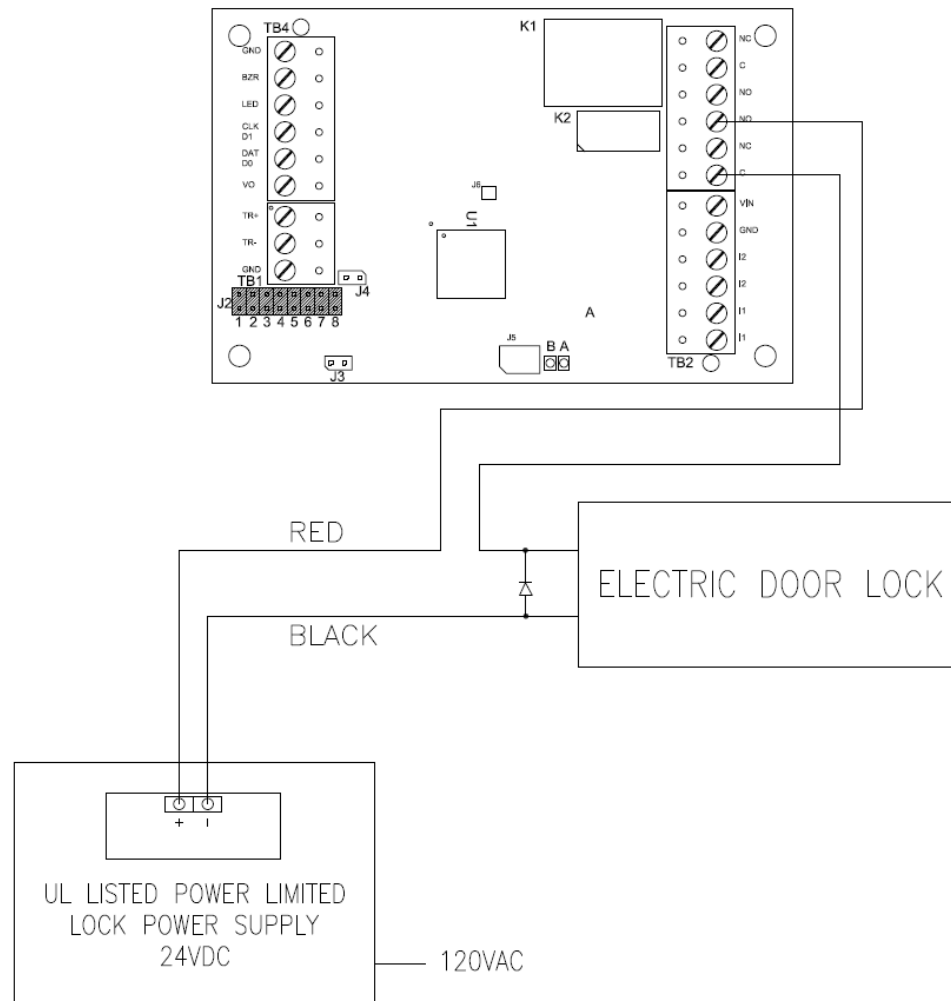 TB4
GND
BZR
LED
CLK
D1
DAT
D0
VO
TR+
TR-
GND
TB1
J2
1 2 3 4 5 6 7 8
J4
J3
K1
K2
J6
U1
A
J5
B A
NC
C
NO
NO
NC
C
VIN
GND
I2
I2
I1
I1
TB2
RED
BLACK
ELECTRIC DOOR LOCK
+ -
UL LISTED POWER LIMITED
LOCK POWER SUPPLY
24VDC
120VAC